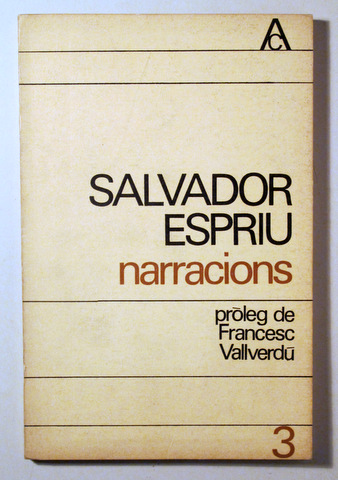 AC
SALVADOR
ESPRIU
narracions
pròleg de
Francesc
Vallverdú
3